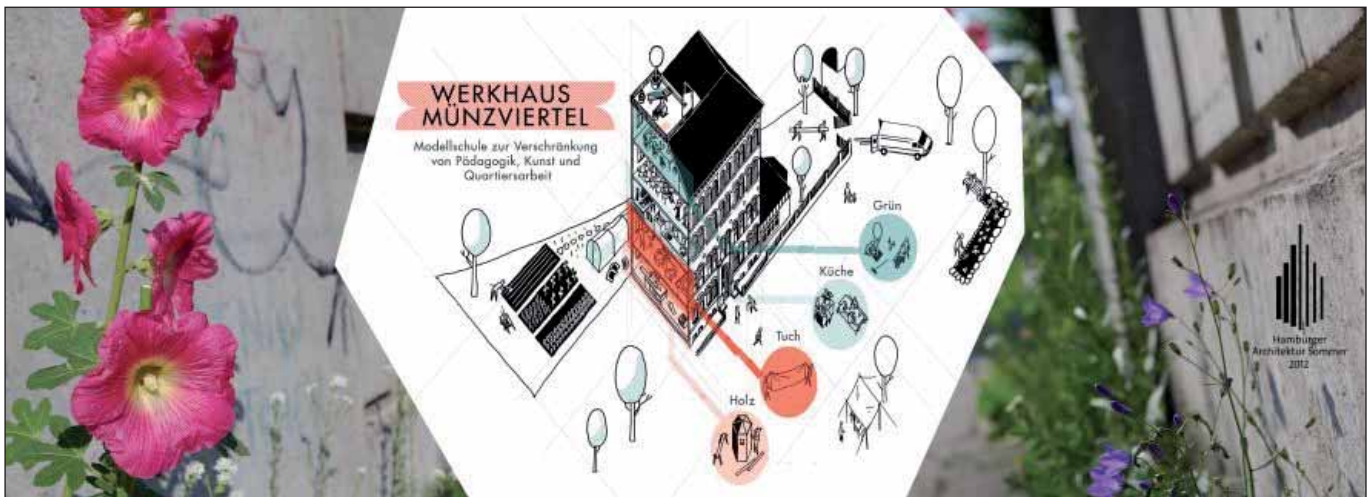 WERKHAUS
MÜNZVIERTEL
Modellschule zur Verschränkung
von Pädagogik, Kunst und
Quartiersarbeit
Grün
Küche
Tuch
Holz
Hamburger
Architektur Sommer
2012